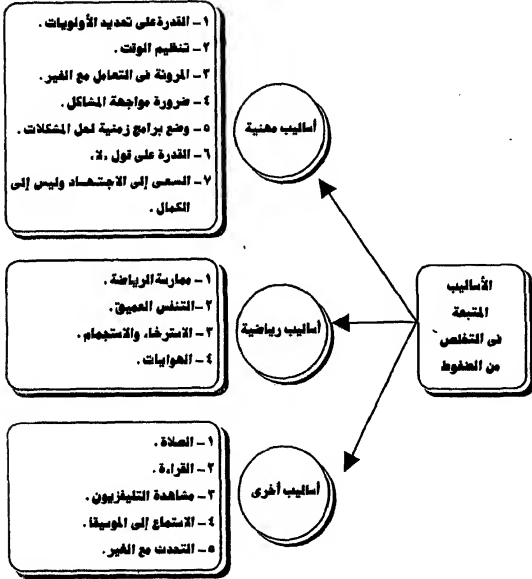 الأساليب
المتبعة
فى التخلص
من الضغوط
أساليب مهنية
١ – القدرة على تحديد الأولويات .
٢ – تنظيم الوقت .
٣ – المرونة فى التعامل مع الغير .
٤ – ضرورة مواجهة المشاكل .
٥ – وضع برامج زمنية لحل المشكلات .
٦ – القدرة على قول «لا»
٧ – السعى إلى الاجتهاد وليس إلى
الكمال .
أساليب رياضية
١ – ممارسة الرياضة .
٢ – التنفس العميق .
٣ – الاسترخاء والاستجمام .
٤ – الهوايات .
أساليب أخرى
١ – الصلاة .
٢ – القراءة .
٣ – مشاهدة التليفزيون .
٤ – الاستماع إلى الموسيقا .
٥ – التحدث مع الغير .